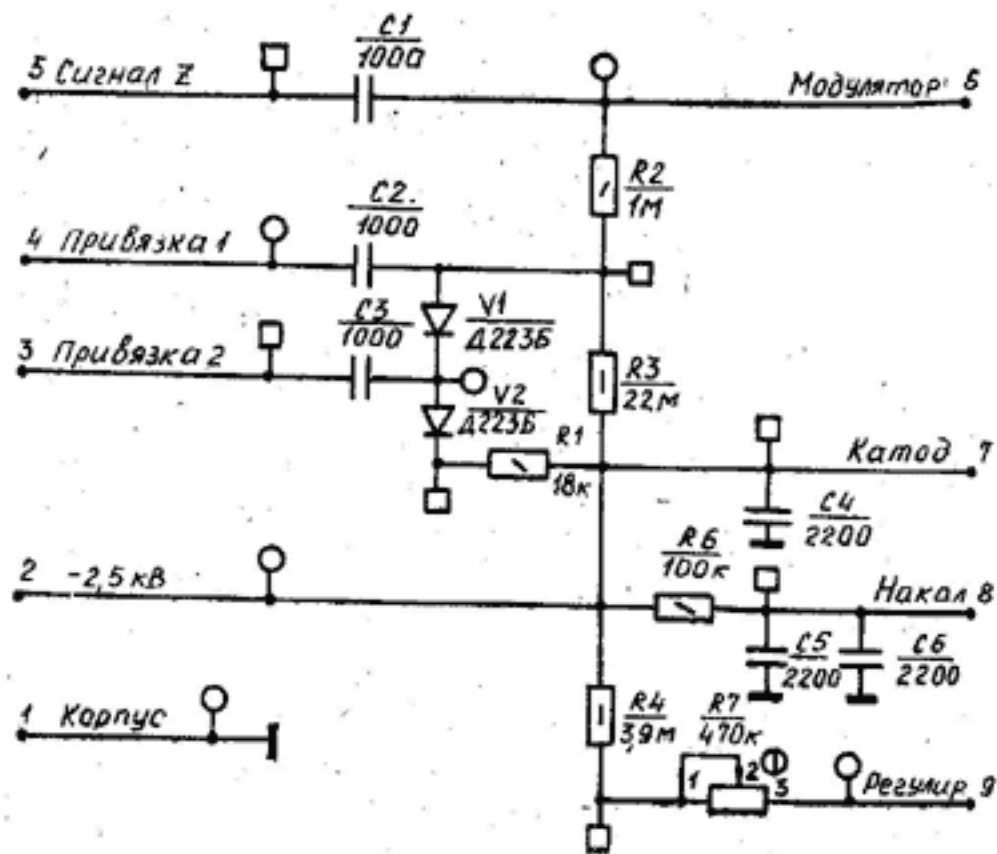 C1
1000
5 Сигнал Z
Модулятор 6
R2
1М
C2.
1000
4 Привязка 1
V1
Д223Б
C3
1000
3 Привязка 2
R3
22М
V2
Д223Б
R1
18к
Катод 7
C4
2200
R6
100к
2 -2,5 кВ
Накал 8
C5
2200
C6
2200
1 Корпус
R4
3,9М
R7
470к
1
2
3
Регулир 9